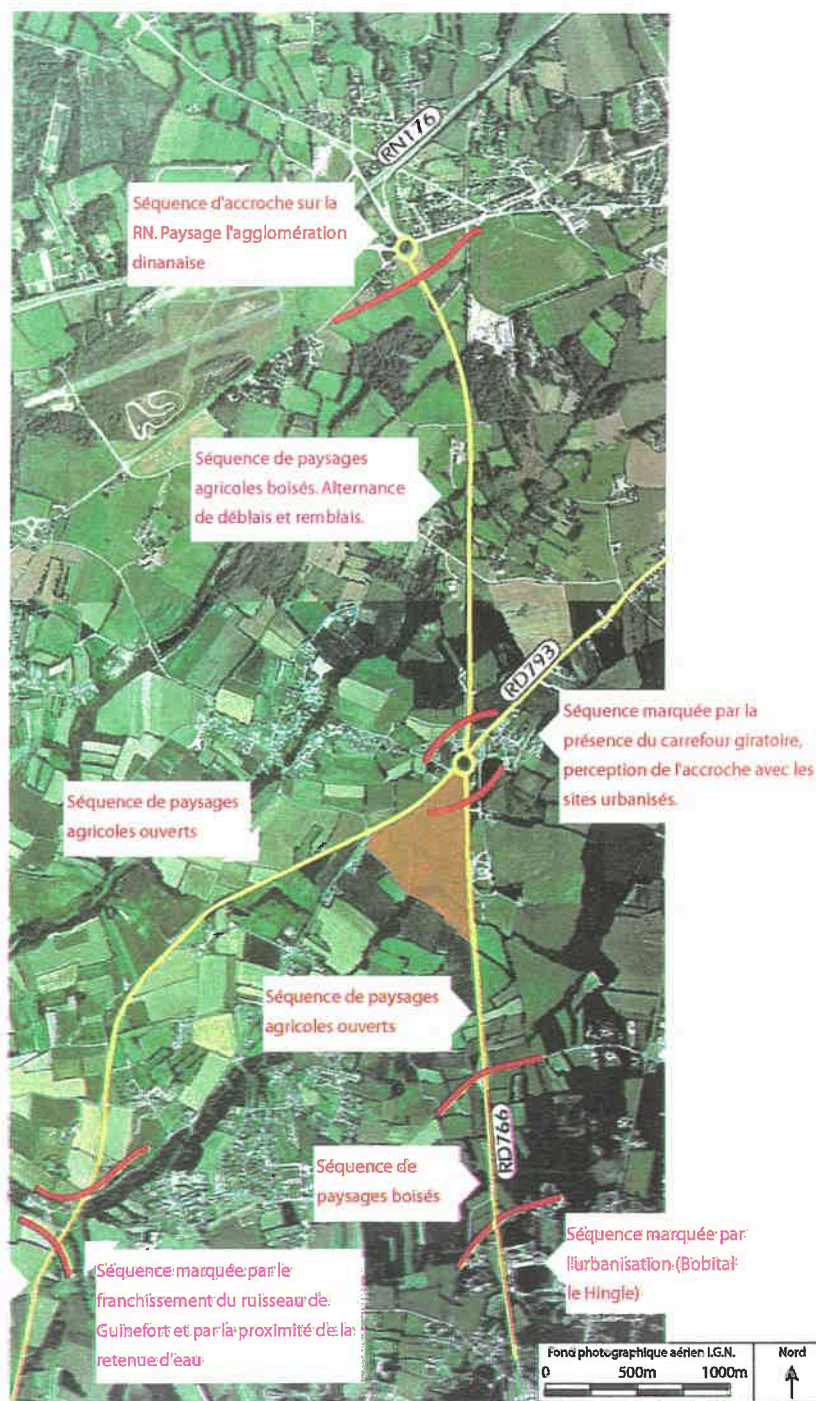 RN176
Séquence d'accroche sur la
RN. Paysage l'agglomération
dinanaise
Séquence de paysages
agricoles boisés. Alternance
de déblais et remblais.
RD793
Séquence marquée par la
présence du carrefour giratoire,
perception de l'accroche avec les
sites urbanisés.
Séquence de paysages
agricoles ouverts
Séquence de paysages
agricoles ouverts
RD766
Séquence de
paysages boisés
Séquence marquée par
l'urbanisation (Bobital
le Hingle)
Séquence marquée par le
franchissement du ruisseau de
Guinefort et par la proximité de la
retenue d'eau
Fond photographique aérien I.G.N.
0 500m 1000m
Nord